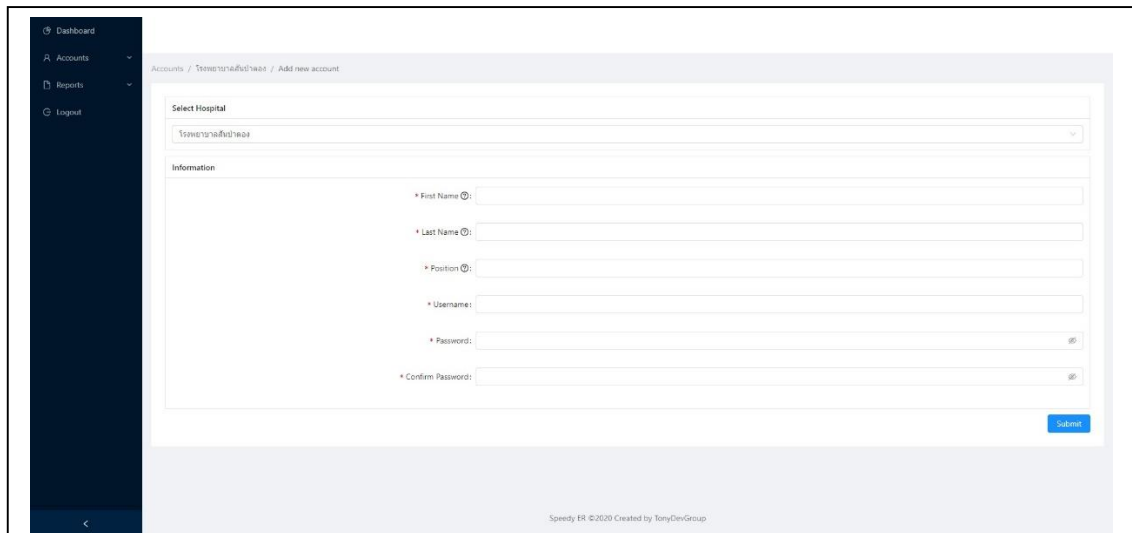 Dashboard
Accounts
Reports
Logout
Accounts / โรงพยาบาลสันป่าตอง / Add new account
Select Hospital
โรงพยาบาลสันป่าตอง
Information
* First Name ?:
* Last Name ?:
* Position ?:
* Username:
* Password:
* Confirm Password:
Submit
Speedy ER ©2020 Created by TonyDevGroup